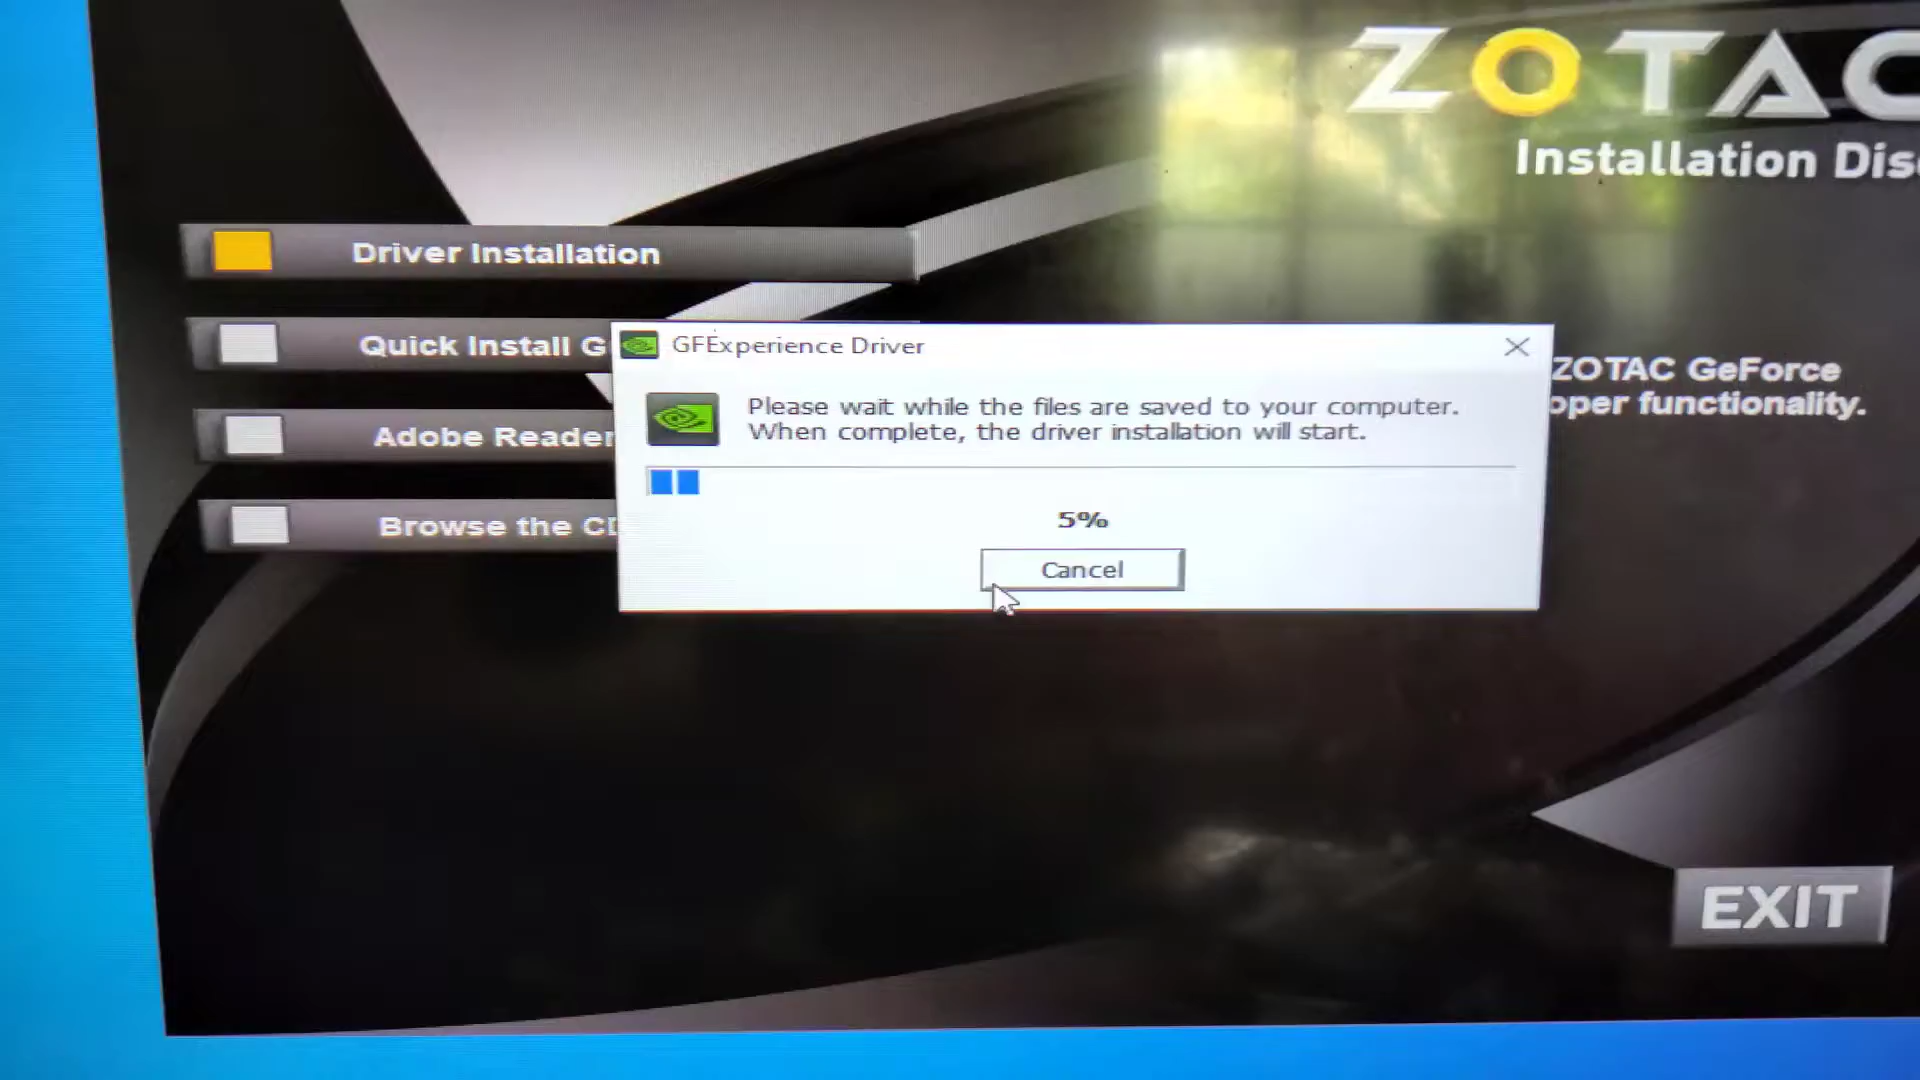 ZOTAC
Installation Disc
Driver Installation
Quick Install G
Adobe Reader
Browse the CD
GFExperience Driver
Please wait while the files are saved to your computer.
When complete, the driver installation will start.
5%
Cancel
ZOTAC GeForce
oper functionality.
EXIT